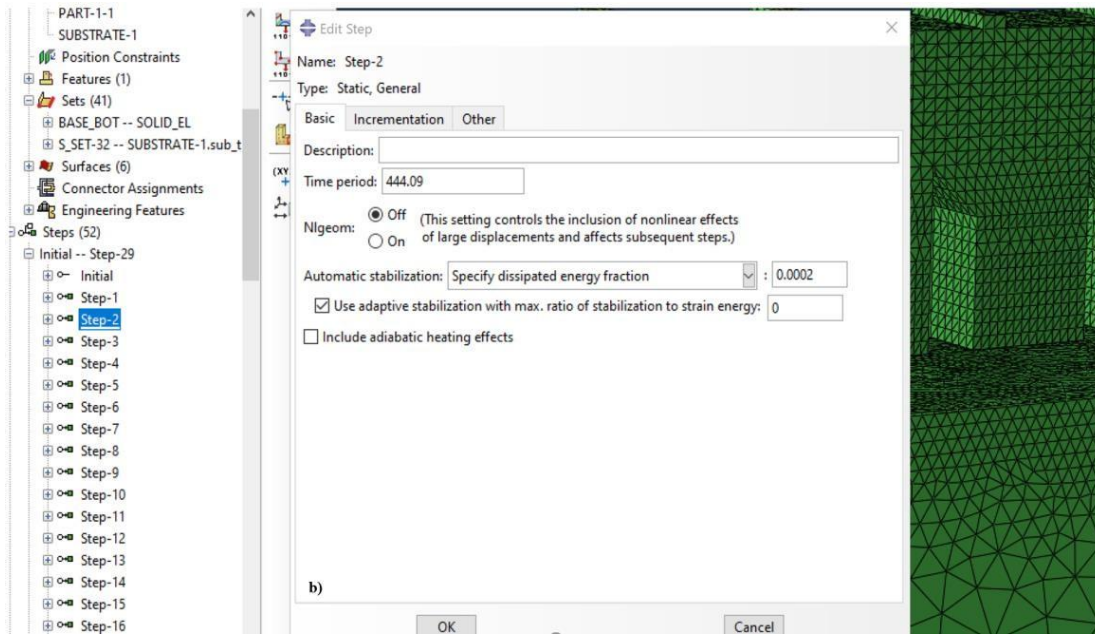 PART-1-1
SUBSTRATE-1
Position Constraints
Features (1)
Sets (41)
BASE_BOT -- SOLID_EL
S_SET-32 -- SUBSTRATE-1.sub_t
Surfaces (6)
Connector Assignments
Engineering Features
Steps (52)
Initial -- Step-29
Initial
Step-1
Step-2
Step-3
Step-4
Step-5
Step-6
Step-7
Step-8
Step-9
Step-10
Step-11
Step-12
Step-13
Step-14
Step-15
Step-16
(XY
Edit Step
Name: Step-2
Type: Static, General
Basic Incrementation Other
Description:
Time period: 444.09
Nlgeom:
Off
On
(This setting controls the inclusion of nonlinear effects
of large displacements and affects subsequent steps.)
Automatic stabilization: Specify dissipated energy fraction : 0.0002
Use adaptive stabilization with max. ratio of stabilization to strain energy: 0
Include adiabatic heating effects
b)
OK Cancel